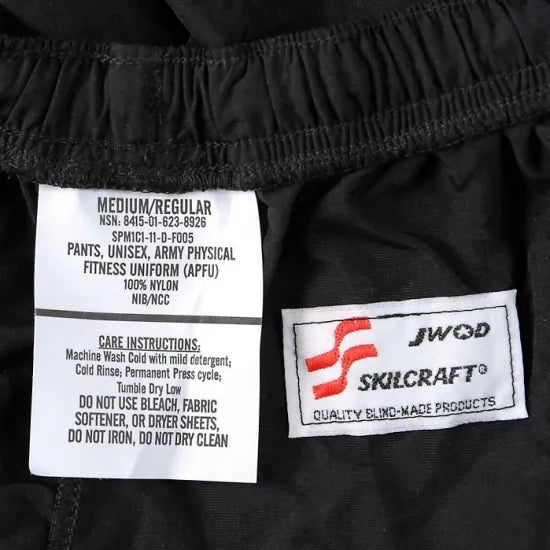 MEDIUM/REGULAR
NSN: 8415-01-623-8926
SPM1C1-11-D-F005
PANTS, UNISEX, ARMY PHYSICAL
FITNESS UNIFORM (APFU)
100% NYLON
NIB/NCC
CARE INSTRUCTIONS:
Machine Wash Cold with mild detergent;
Cold Rinse; Permanent Press cycle;
Tumble Dry Low
DO NOT USE BLEACH, FABRIC
SOFTENER, OR DRYER SHEETS,
DO NOT IRON, DO NOT DRY CLEAN
JWOD
SKILCRAFT®
QUALITY BLIND-MADE PRODUCTS